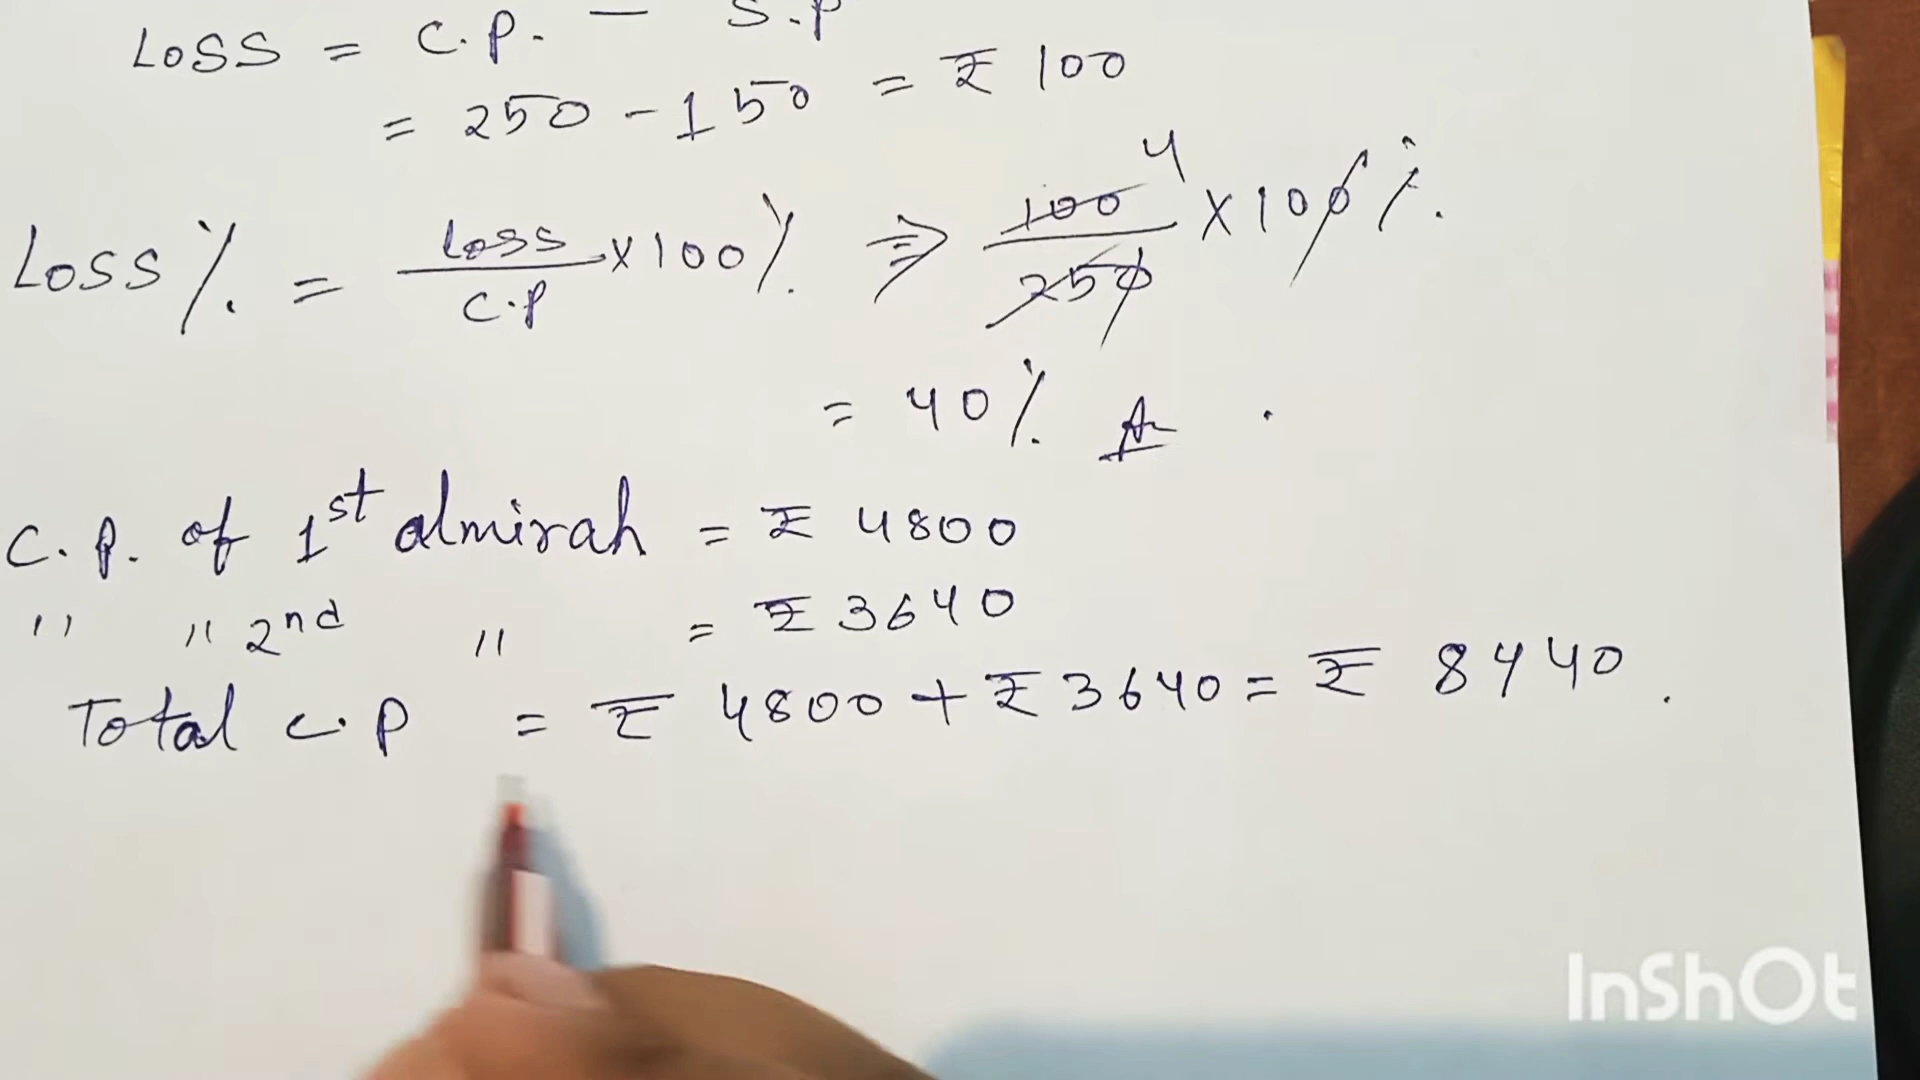 Loss = C.P. - S.P
= 250 - 150 = ₹ 100
Loss % = Loss/C.P × 100 % ⇒ 100/250 4 × 100 %.
= 40 % A
C.P. of 1st almirah = ₹ 4800
" " 2nd " = ₹ 3640
Total C.P = ₹ 4800 + ₹ 3640 = ₹ 8440.
InShOt